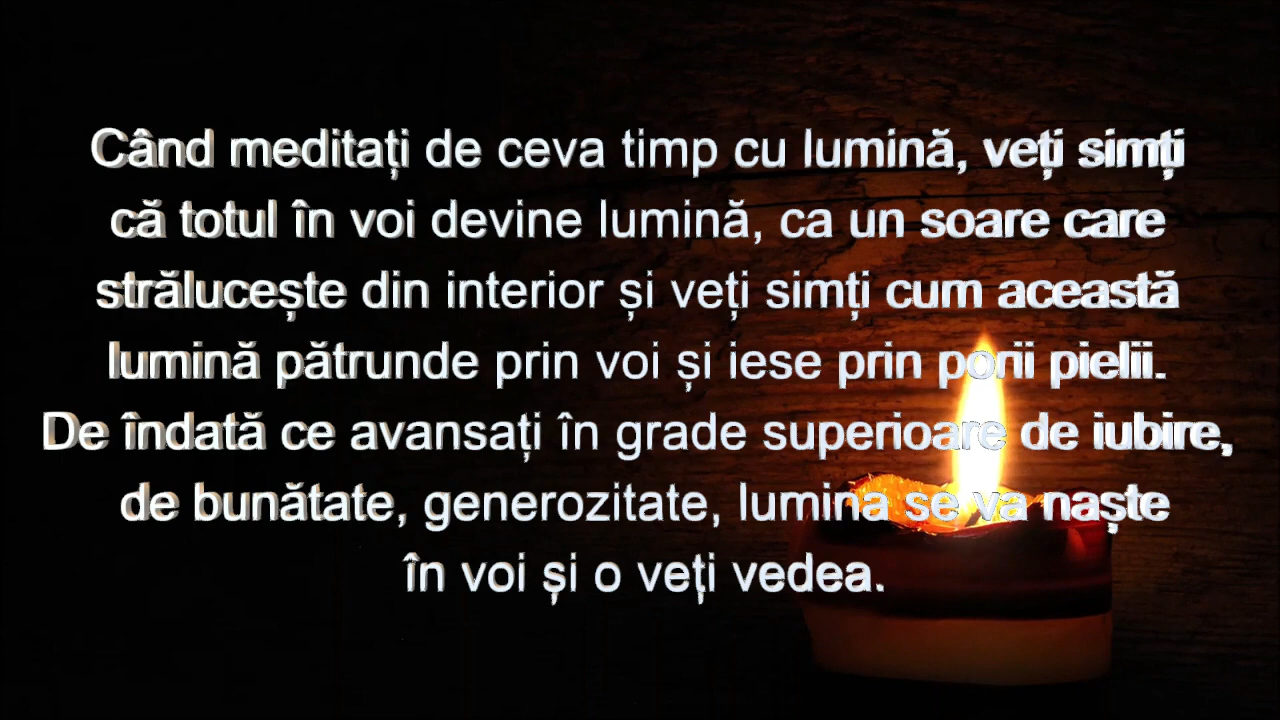 Când meditați de ceva timp cu lumină, veți simți
că totul în voi devine lumină, ca un soare care
strălucește din interior și veți simți cum această
lumină pătrunde prin voi și iese prin porii pielii.
De îndată ce avansați în grade superioare de iubire,
de bunătate, generozitate, lumina se va naște
în voi și o veți vedea.